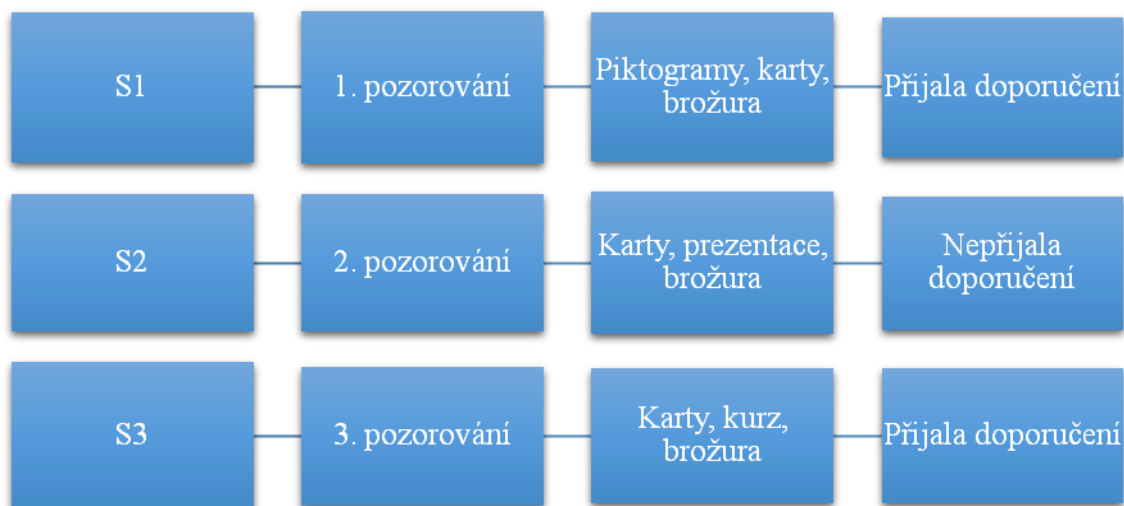 S1
1. pozorování
Piktogramy, karty,
brožura
Přijala doporučení
S2
2. pozorování
Karty, prezentace,
brožura
Nepřijala
doporučení
S3
3. pozorování
Karty, kurz,
brožura
Přijala doporučení